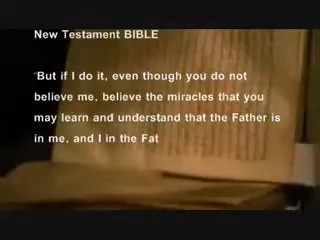 New Testament BIBLE
'But if I do it, even though you do not
believe me, believe the miracles that you
may learn and understand that the Father is
in me, and I in the Fat